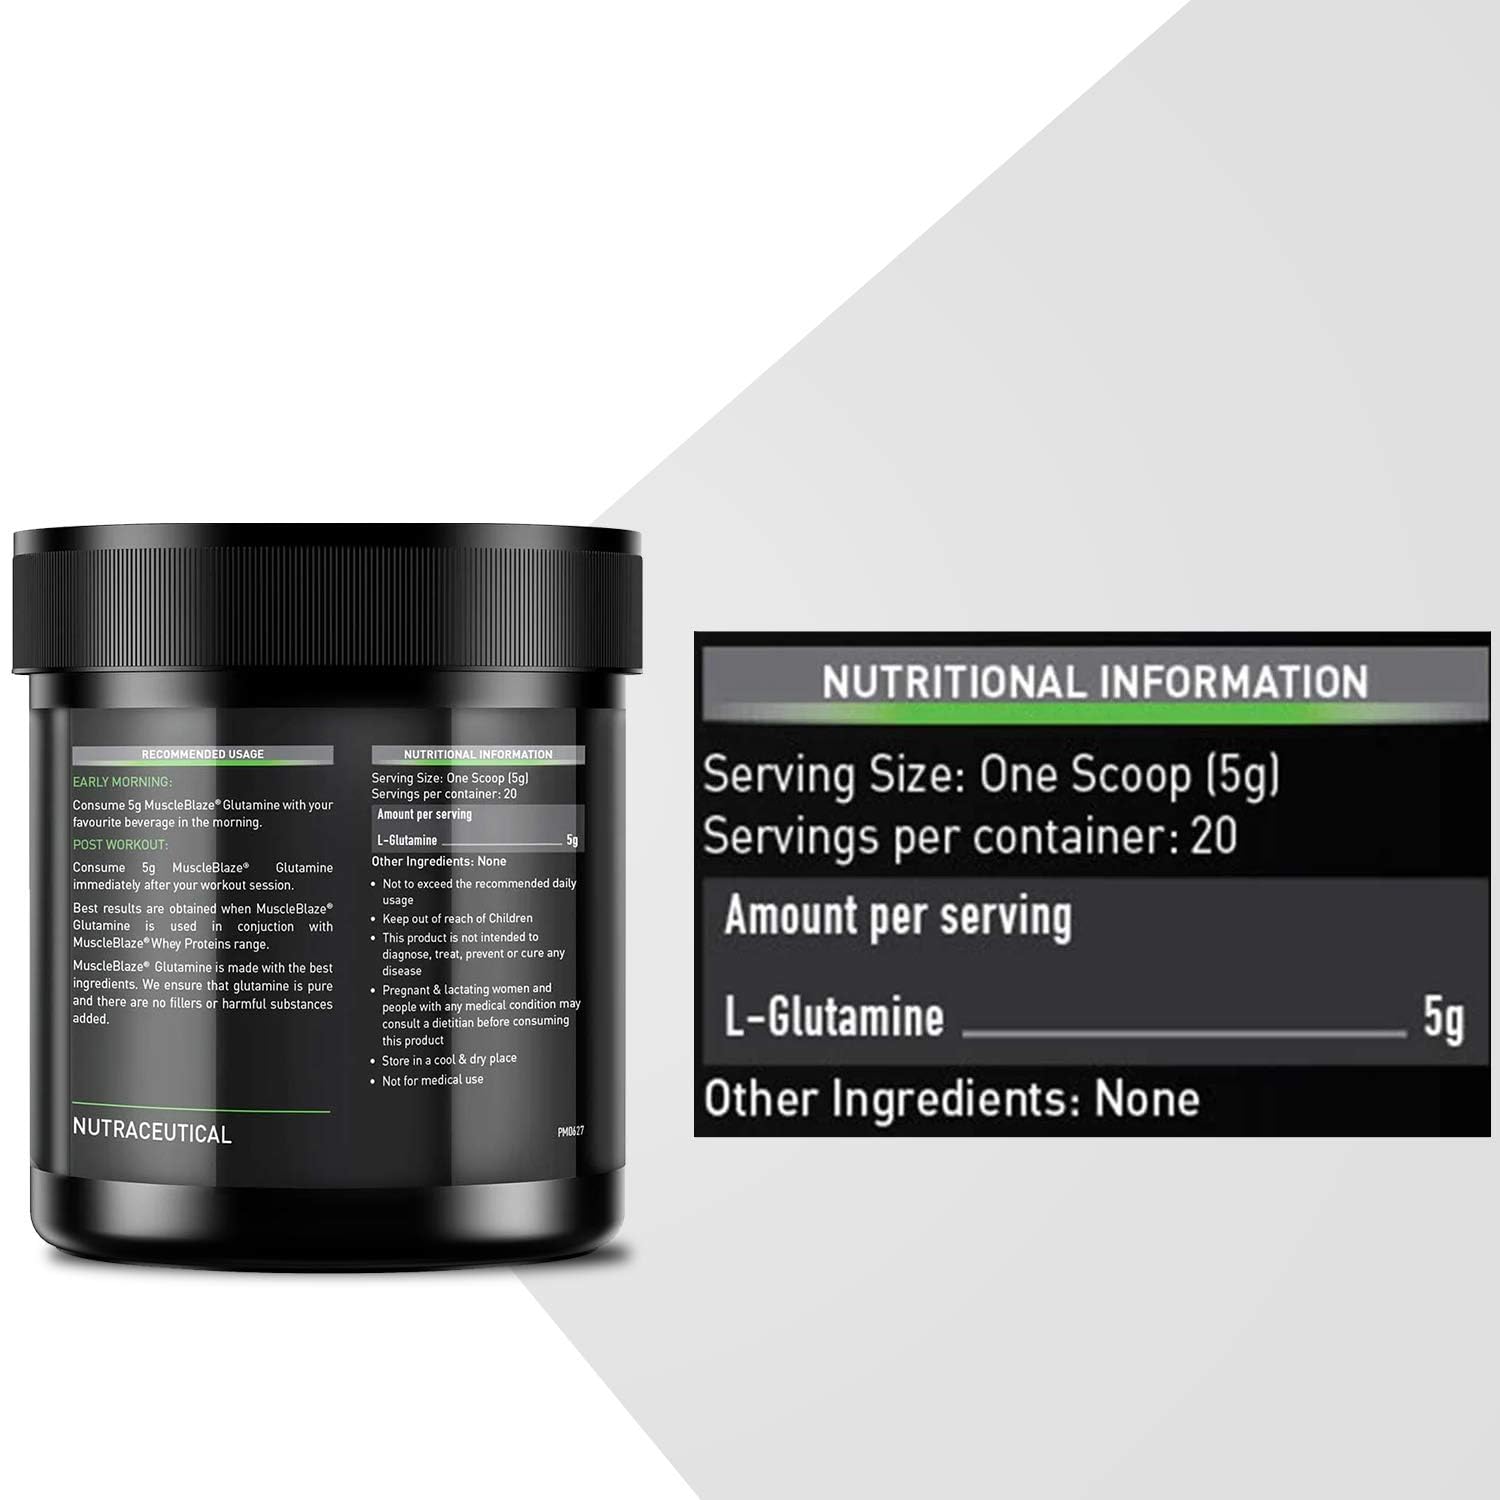 RECOMMENDED USAGE
EARLY MORNING:
Consume 5g MuscleBlaze® Glutamine with your
favourite beverage in the morning.
POST WORKOUT:
Consume 5g MuscleBlaze® Glutamine
immediately after your workout session.
Best results are obtained when MuscleBlaze®
Glutamine is used in conjuction with
MuscleBlaze® Whey Proteins range.
MuscleBlaze® Glutamine is made with the best
ingredients. We ensure that glutamine is pure
and there are no fillers or harmful substances
added.
NUTRACEUTICAL
NUTRITIONAL INFORMATION
Serving Size: One Scoop (5g)
Servings per container: 20
Amount per serving
L-Glutamine 5g
Other Ingredients: None
• Not to exceed the recommended daily
usage
• Keep out of reach of Children
• This product is not intended to
diagnose, treat, prevent or cure any
disease
• Pregnant & lactating women and
people with any medical condition may
consult a dietitian before consuming
this product
• Store in a cool & dry place
• Not for medical use
PM0627
NUTRITIONAL INFORMATION
Serving Size: One Scoop (5g)
Servings per container: 20
Amount per serving
L-Glutamine 5g
Other Ingredients: None